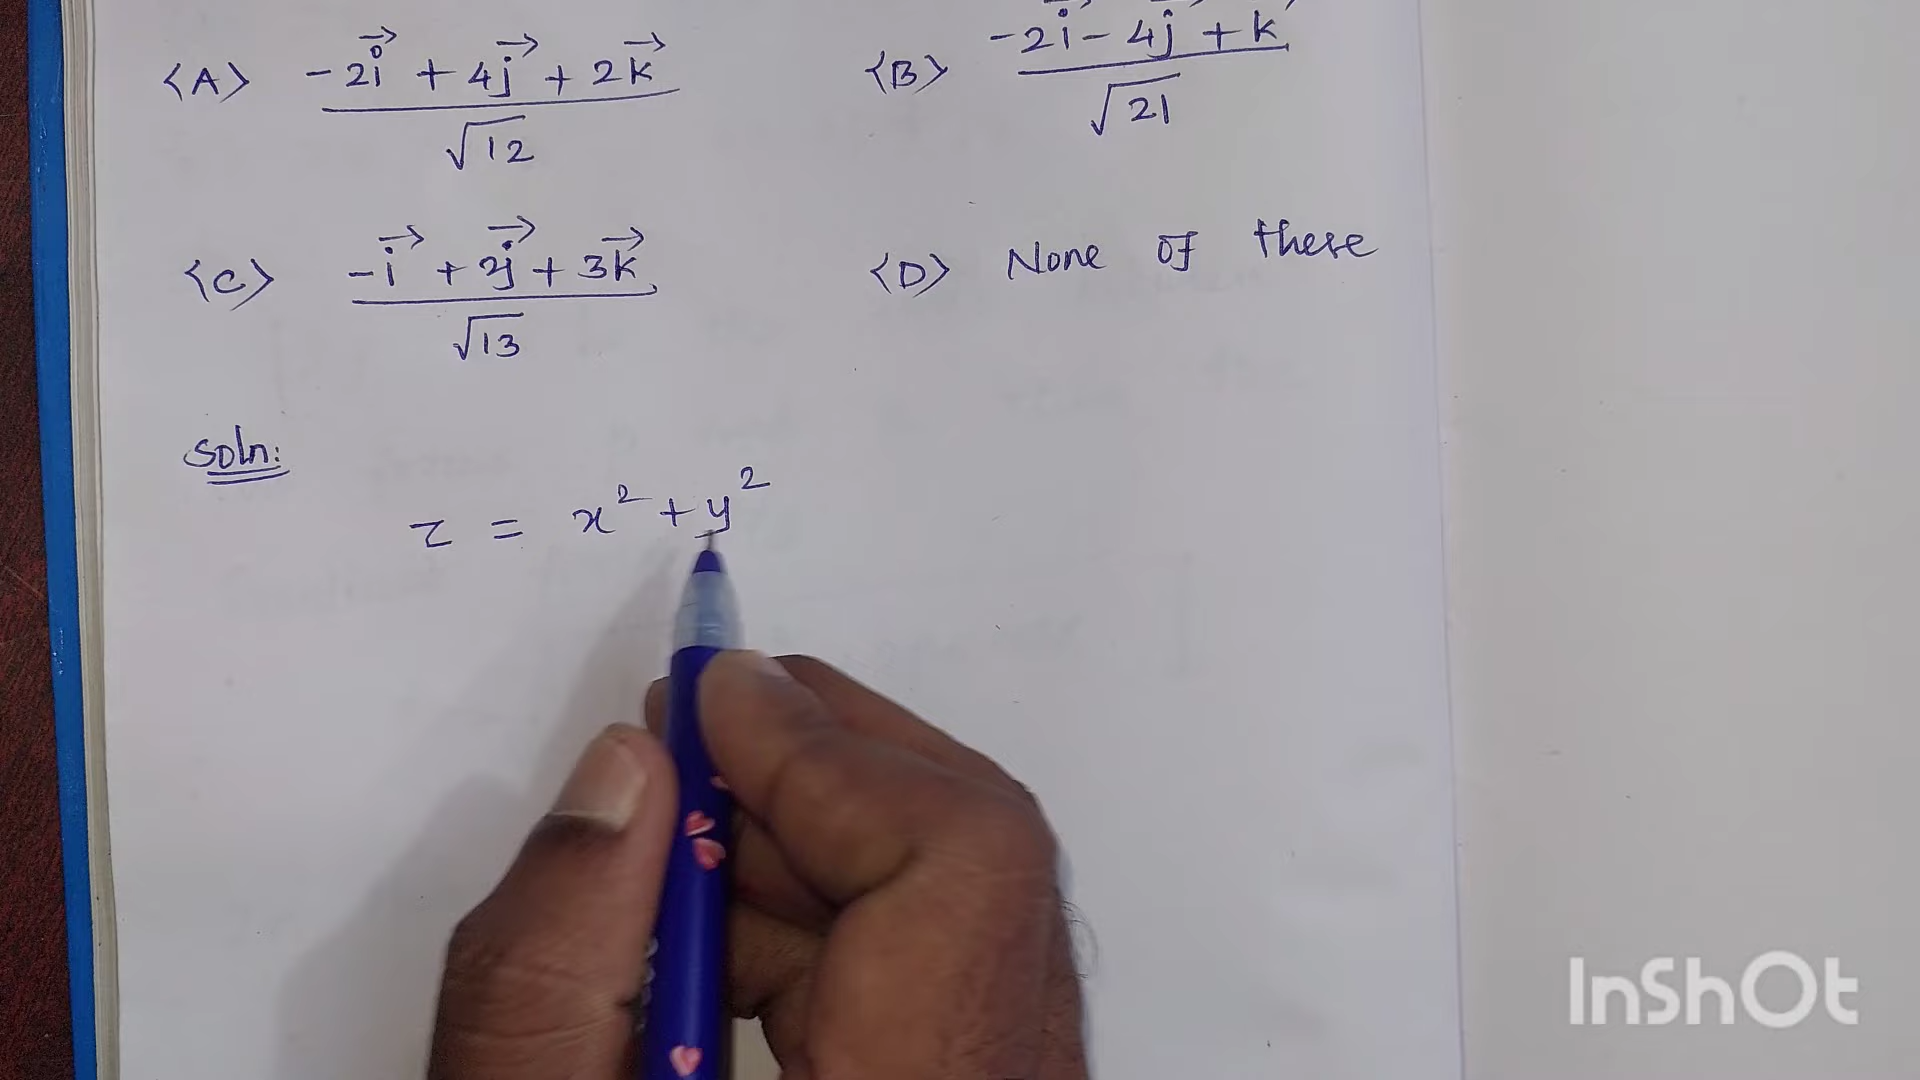 <A> -2i⃗ + 4j⃗ + 2k⃗ / √12
<B> -2i⃗ - 4j⃗ + k⃗ / √21
<C> -i⃗ + 2j⃗ + 3k⃗ / √13
<D> None of these
Soln:
z = x² + y²
InShOt